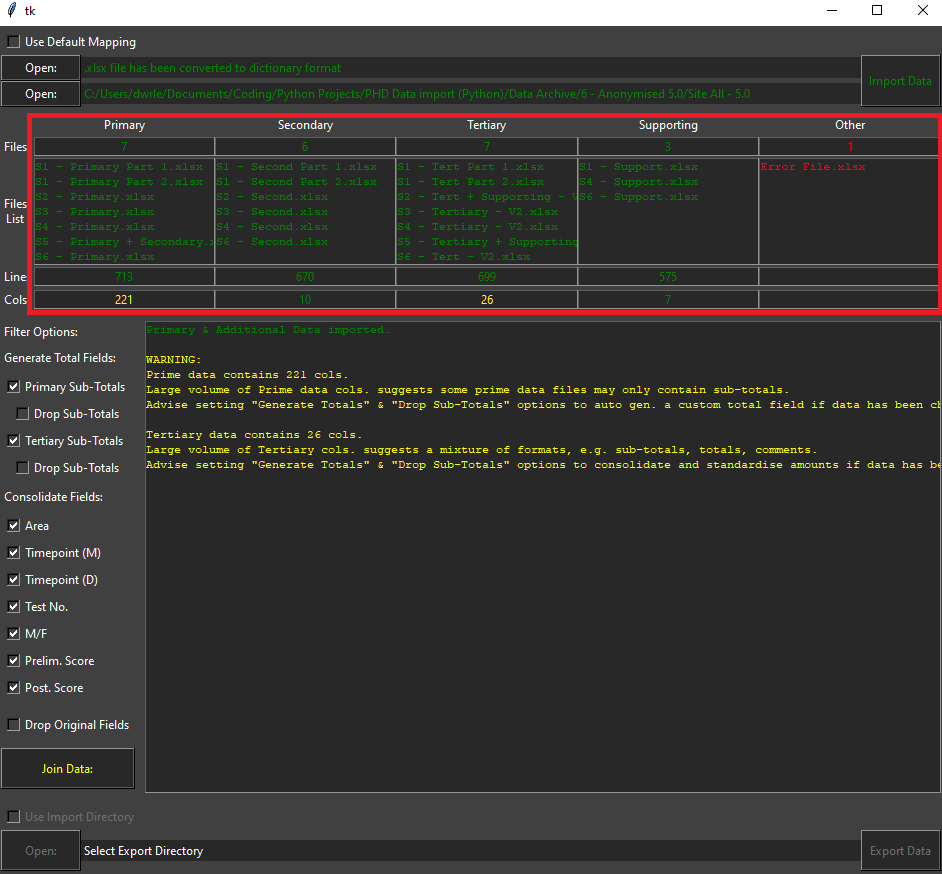 tk
Use Default Mapping
Open: .xlsx file has been converted to dictionary format
Import Data
Open: C:/Users/dwrle/Documents/Coding/Python Projects/PHD Data import (Python)/Data Archive/6 - Anonymised 5.0/Site All - 5.0
Primary Secondary Tertiary Supporting Other
Files 7 6 7 3 1
Files List
S1 - Primary Part 1.xlsx
S1 - Primary Part 2.xlsx
S2 - Primary.xlsx
S3 - Primary.xlsx
S4 - Primary.xlsx
S5 - Primary + Secondary.x
S6 - Primary.xlsx
S1 - Second Part 1.xlsx
S1 - Second Part 2.xlsx
S2 - Second.xlsx
S3 - Second.xlsx
S4 - Second.xlsx
S6 - Second.xlsx
S1 - Tert Part 1.xlsx
S1 - Tert Part 2.xlsx
S2 - Tert + Supporting - V
S3 - Tertiary - V2.xlsx
S4 - Tertiary - V2.xlsx
S5 - Tertiary + Supporting
S6 - Tert - V2.xlsx
S1 - Support.xlsx
S4 - Support.xlsx
S6 - Support.xlsx
Error File.xlsx
Line 713 670 699 575
Cols 221 10 26 7
Filter Options:
Generate Total Fields:
Primary Sub-Totals
Drop Sub-Totals
Tertiary Sub-Totals
Drop Sub-Totals
Consolidate Fields:
Area
Timepoint (M)
Timepoint (D)
Test No.
M/F
Prelim. Score
Post. Score
Drop Original Fields
Join Data:
Primary & Additional Data imported.
WARNING:
Prime data contains 221 cols.
Large volume of Prime data cols. suggests some prime data files may only contain sub-totals.
Advise setting "Generate Totals" & "Drop Sub-Totals" options to auto gen. a custom total field if data has been ch
Tertiary data contains 26 cols.
Large volume of Tertiary cols. suggests a mixture of formats, e.g. sub-totals, totals, comments.
Advise setting "Generate Totals" & "Drop Sub-Totals" options to consolidate and standardise amounts if data has be
Use Import Directory
Open: Select Export Directory
Export Data